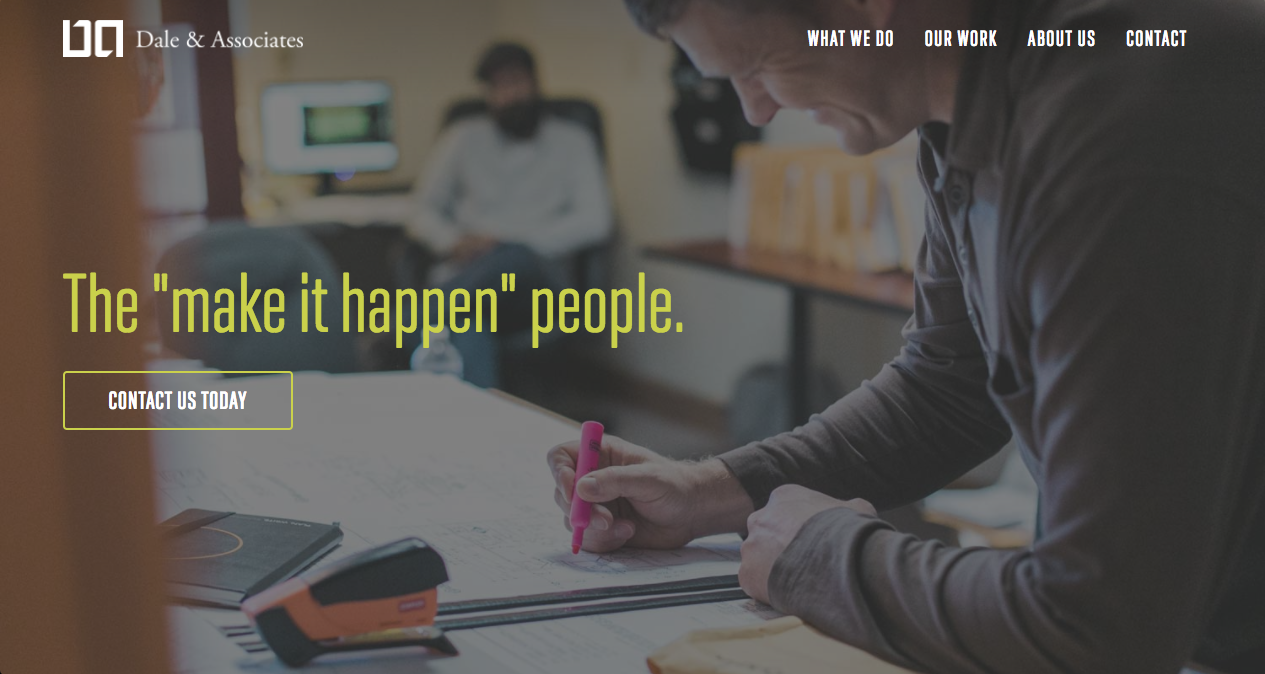 Dale & Associates
WHAT WE DO
OUR WORK
ABOUT US
CONTACT
The "make it happen" people.
CONTACT US TODAY